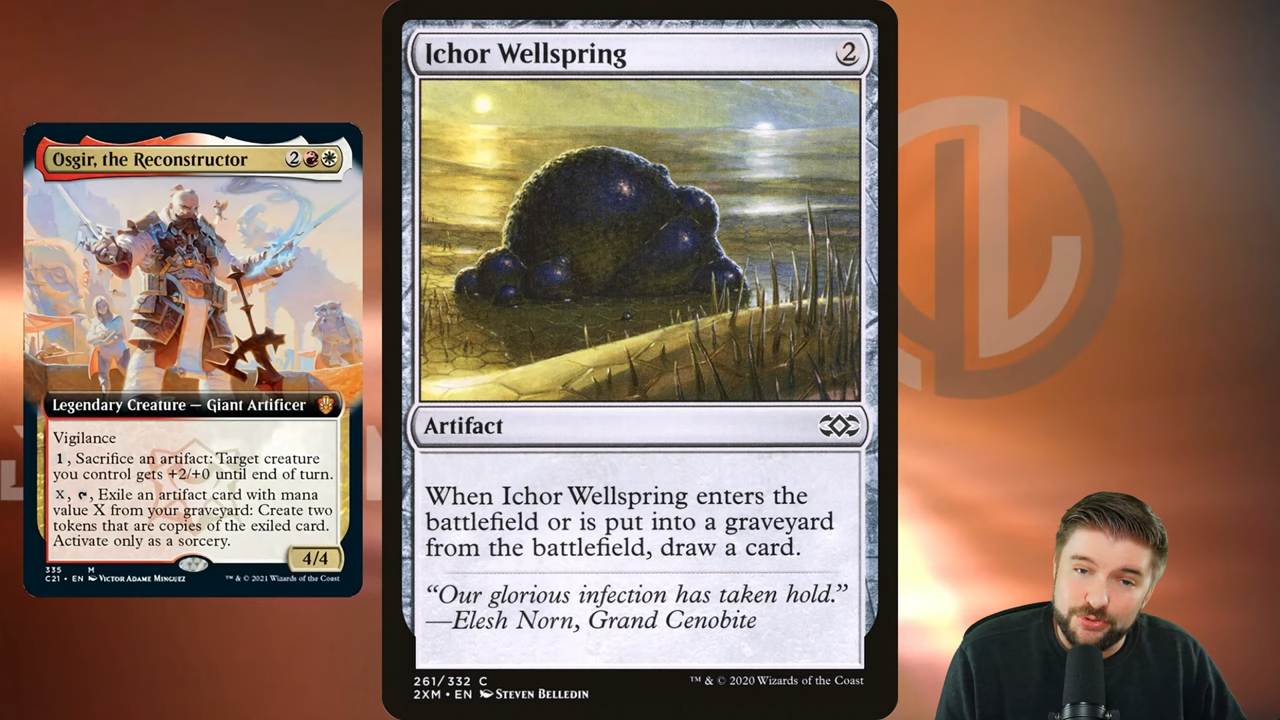 Osgir, the Reconstructor 2
Legendary Creature — Giant Artificer
Vigilance
1, Sacrifice an artifact: Target creature
you control gets +2/+0 until end of turn.
X, , Exile an artifact card with mana
value X from your graveyard: Create two
tokens that are copies of the exiled card.
Activate only as a sorcery.
4/4
335 M
C21 • EN Victor Adame Minguez ™ & © 2021 Wizards of the Coast
Ichor Wellspring 2
Artifact
When Ichor Wellspring enters the
battlefield or is put into a graveyard
from the battlefield, draw a card.
“Our glorious infection has taken hold.”
—Elesh Norn, Grand Cenobite
261/332 C
2XM • EN Steven Belledin
™ & © 2020 Wizards of the Coast